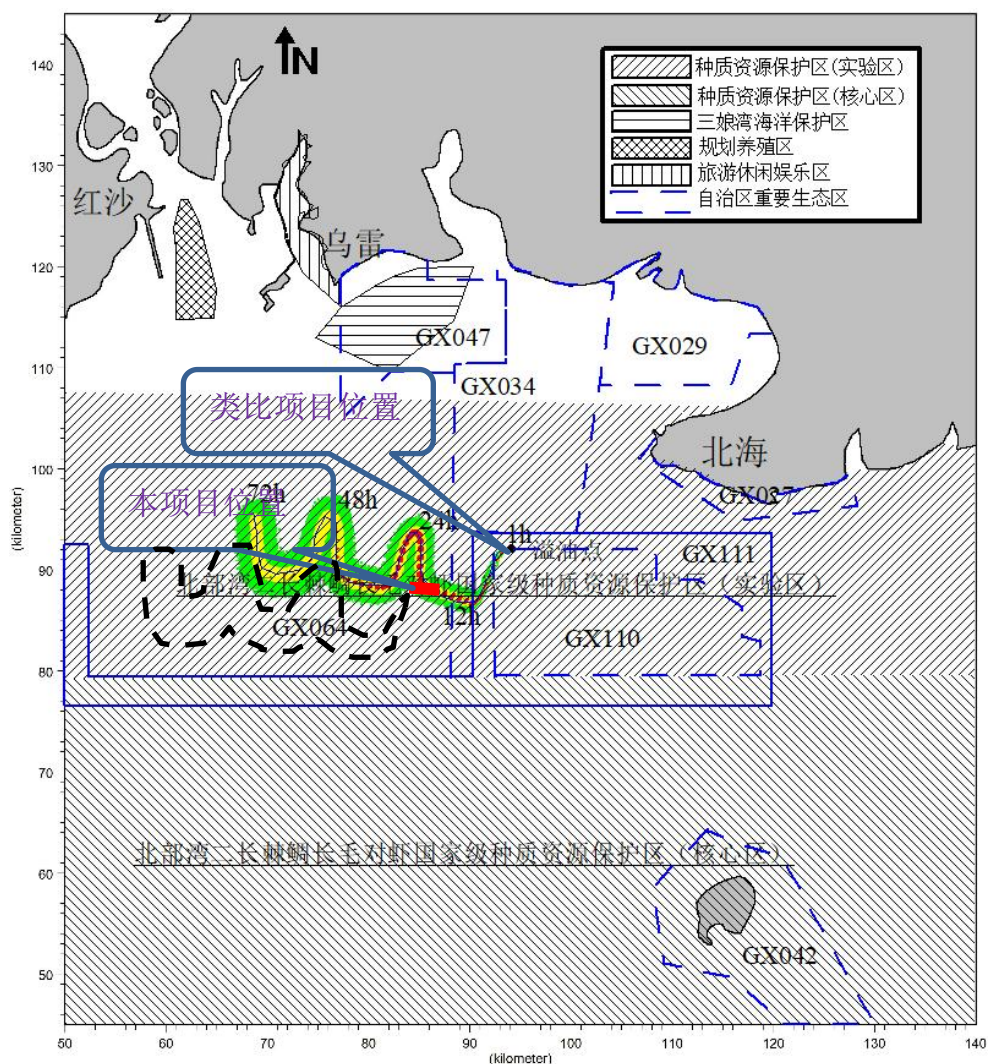 N
种质资源保护区(实验区)
种质资源保护区(核心区)
三娘湾海洋保护区
规划养殖区
旅游休闲娱乐区
自治区重要生态区
140
130
120
110
100
90
80
70
60
50
(kilometer)
红沙
乌雷
GX047
GX029
GX034
类比项目位置
北海
GX027
本项目位置
72h
48h
24h
1h
溢油点
GX111
北部湾二长棘鲷长毛对虾国家级种质资源保护区(实验区
12h
GX064
GX110
北部湾二长棘鲷长毛对虾国家级种质资源保护区(核心区)
GX042
50 60 70 80 90 100 110 120 130 140
(kilometer)